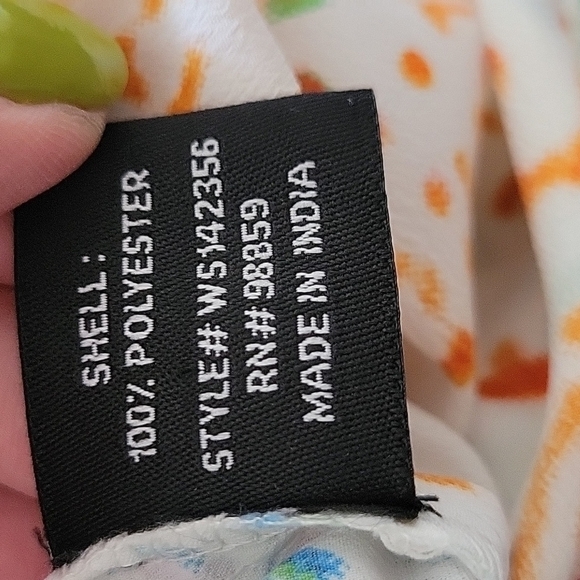 SHELL:
100% POLYESTER
STYLE# WS142356
RN# 98859
MADE IN INDIA